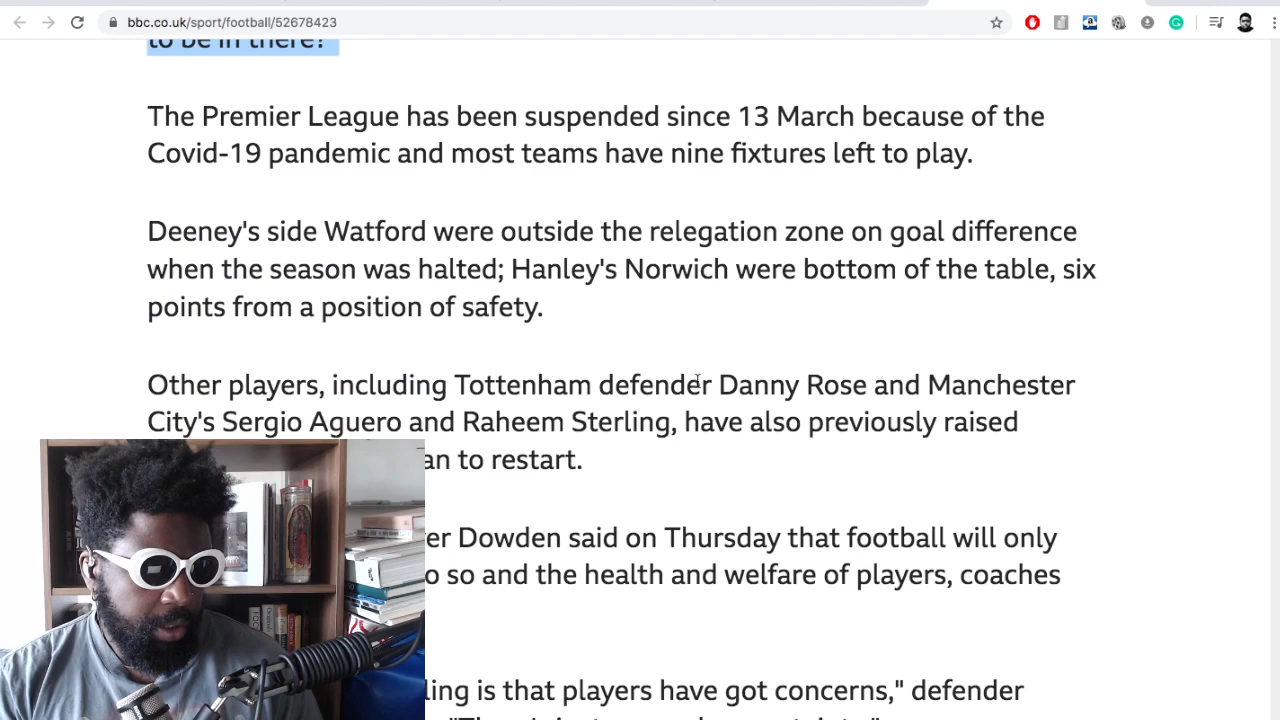 bbc.co.uk/sport/football/52678423
to be in there?
The Premier League has been suspended since 13 March because of the
Covid-19 pandemic and most teams have nine fixtures left to play.
Deeney's side Watford were outside the relegation zone on goal difference
when the season was halted; Hanley's Norwich were bottom of the table, six
points from a position of safety.
Other players, including Tottenham defender Danny Rose and Manchester
City's Sergio Aguero and Raheem Sterling, have also previously raised
an to restart.
er Dowden said on Thursday that football will only
o so and the health and welfare of players, coaches
ling is that players have got concerns," defender